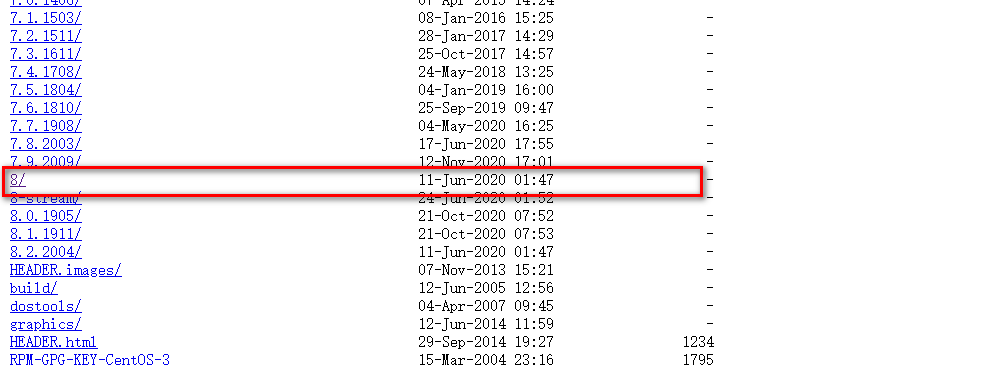 7.0.1406/ 07-Apr-2015 14:24 -
7.1.1503/ 08-Jan-2016 15:25 -
7.2.1511/ 28-Jan-2017 14:29 -
7.3.1611/ 25-Oct-2017 14:57 -
7.4.1708/ 24-May-2018 13:25 -
7.5.1804/ 04-Jan-2019 16:00 -
7.6.1810/ 25-Sep-2019 09:47 -
7.7.1908/ 04-May-2020 16:25 -
7.8.2003/ 17-Jun-2020 17:55 -
7.9.2009/ 12-Nov-2020 17:01 -
8/ 11-Jun-2020 01:47 -
8-stream/ 24-Jun-2020 01:52 -
8.0.1905/ 21-Oct-2020 07:52 -
8.1.1911/ 21-Oct-2020 07:53 -
8.2.2004/ 11-Jun-2020 01:47 -
HEADER.images/ 07-Nov-2013 15:21 -
build/ 12-Jun-2005 12:56 -
dostools/ 04-Apr-2007 09:45 -
graphics/ 12-Jun-2014 11:59 -
HEADER.html 29-Sep-2014 19:27 1234
RPM-GPG-KEY-CentOS-3 15-Mar-2004 23:16 1795